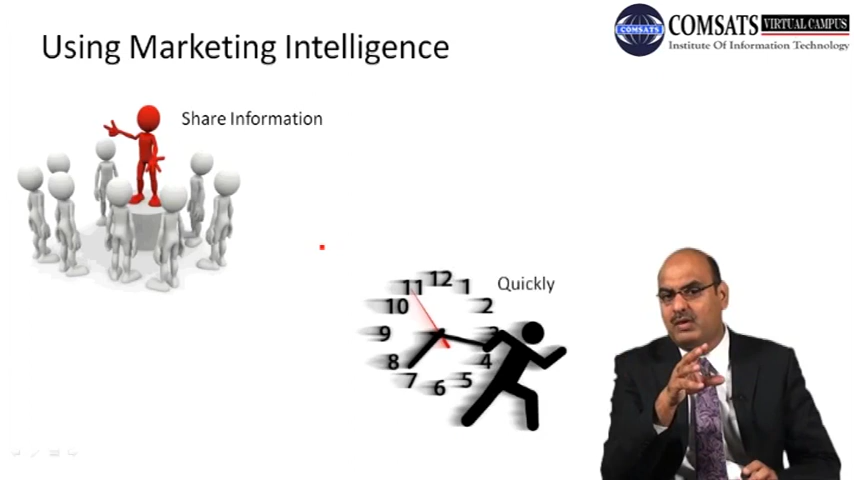 Using Marketing Intelligence
COMSATS
COMSATS VIRTUAL CAMPUS
Institute Of Information Technology
Share Information
Quickly
12
11
1
10
2
9
3
8
4
7
5
6